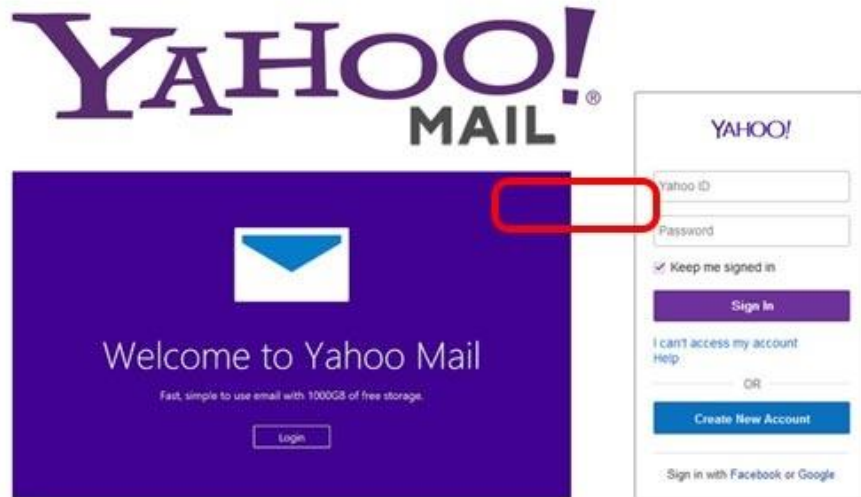 YAHOO!®
MAIL
Welcome to Yahoo Mail
Fast, simple to use email with 1000GB of free storage.
Login
YAHOO!
Yahoo ID
Password
Keep me signed in
Sign In
I can't access my account
Help
OR
Create New Account
Sign in with Facebook or Google